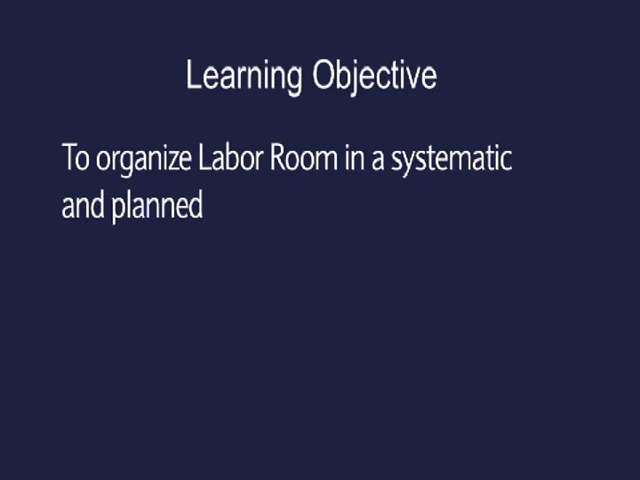 Learning Objective
To organize Labor Room in a systematic
and planned